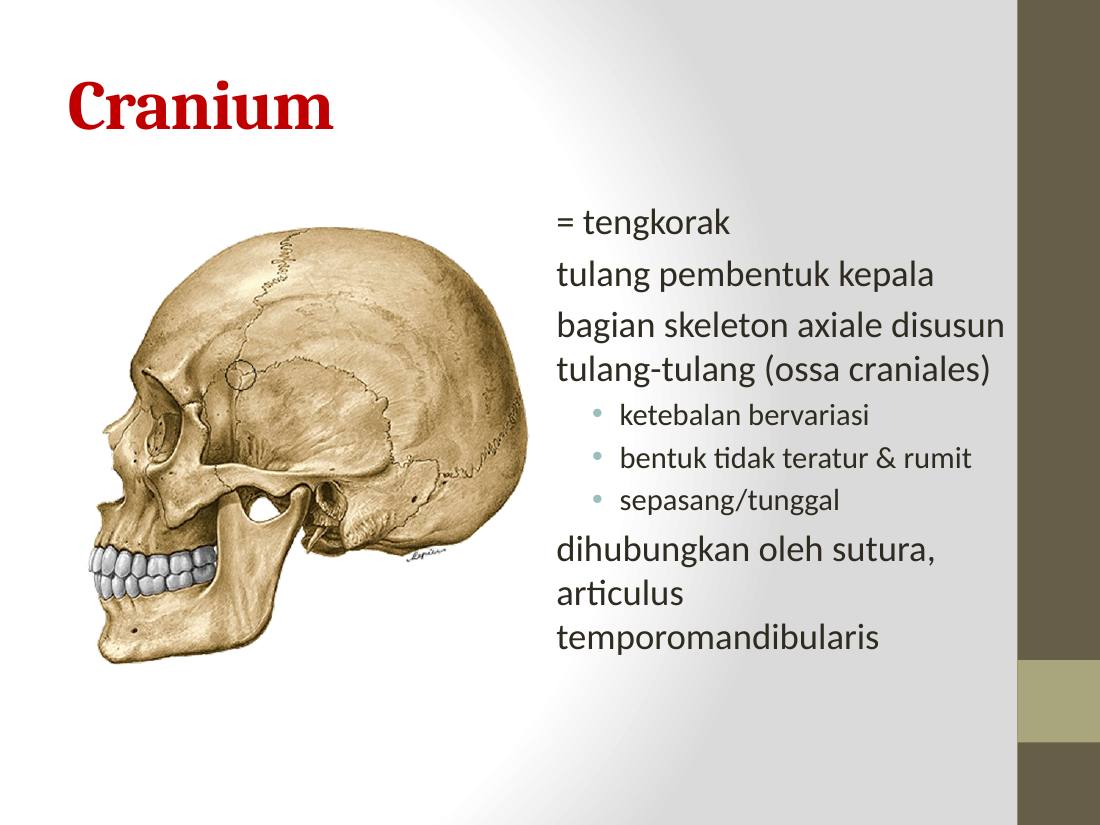 Cranium
= tengkorak
tulang pembentuk kepala
bagian skeleton axiale disusun
tulang-tulang (ossa craniales)
• ketebalan bervariasi
• bentuk tidak teratur & rumit
• sepasang/tunggal
dihubungkan oleh sutura,
articulus
temporomandibularis